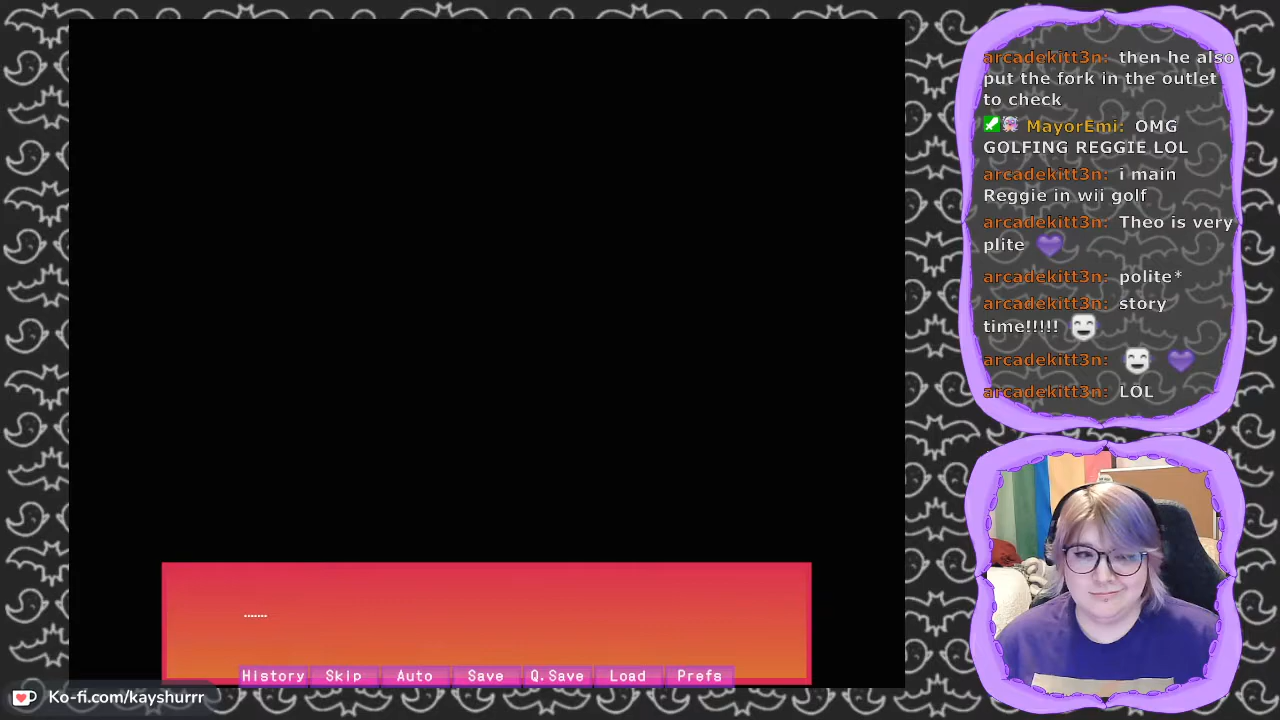 arcadekitt3n: then he also
put the fork in the outlet
to check
MayorEmi: OMG
GOLFING REGGIE LOL
arcadekitt3n: i main
Reggie in wii golf
arcadekitt3n: Theo is very
plite
arcadekitt3n: polite*
arcadekitt3n: story
time!!!!!
arcadekitt3n:
arcadekitt3n: LOL
.......
History Skip Auto Save Q.Save Load Prefs
Ko-fi.com/kayshurrr